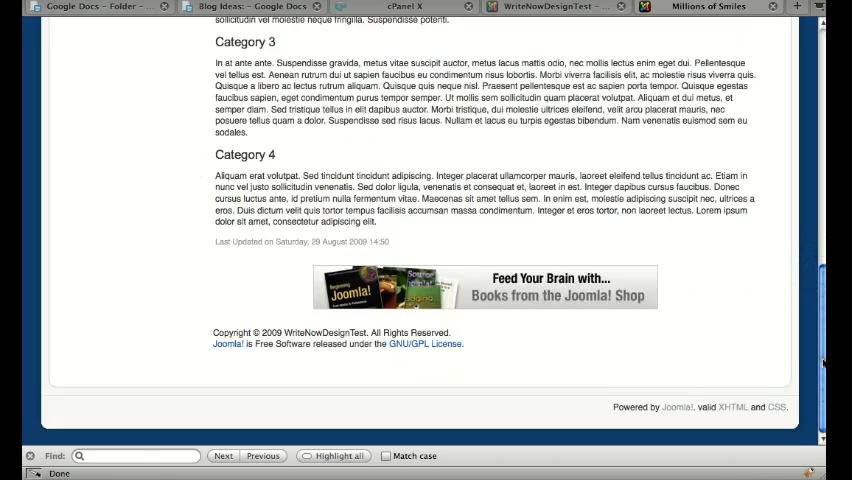 Google Docs - Folder - ...
Blog Ideas: - Google Docs
cPanel X
WriteNowDesignTest - ...
Millions of Smiles
sollicitudin vel molestie neque fringilla. Suspendisse potenti.
Category 3
In at ante ante. Suspendisse gravida, metus vitae suscipit auctor, metus lacus mattis odio, nec mollis lectus enim eget dui. Pellentesque
vel tellus est. Aenean rutrum dui ut sapien faucibus eu condimentum risus lobortis. Morbi viverra facilisis elit, ac molestie risus viverra quis.
Quisque a libero ac lectus rutrum aliquam. Quisque quis neque nisl. Praesent pellentesque est ac sapien porta tempor. Quisque egestas
faucibus sapien, eget condimentum purus tempor semper. Ut mollis sem sollicitudin quam placerat volutpat. Aliquam et dui metus, et
semper diam. Sed tristique tellus in elit dapibus auctor. Morbi tristique, dui molestie ultrices eleifend, velit arcu placerat mauris, nec
posuere tellus quam a dolor. Suspendisse sed risus lacus. Nullam et lacus eu turpis egestas bibendum. Nam venenatis euismod sem eu
sodales.
Category 4
Aliquam erat volutpat. Sed tincidunt tincidunt adipiscing. Integer placerat ullamcorper mauris, laoreet eleifend tellus tincidunt ac. Etiam in
nunc vel justo sollicitudin venenatis. Sed dolor ligula, venenatis et consequat et, laoreet in est. Integer dapibus cursus faucibus. Donec
cursus luctus ante, id pretium nulla fermentum vitae. Maecenas sit amet tellus sem. In enim est, molestie adipiscing suscipit nec, ultrices a
eros. Duis dictum velit quis tortor tempus facilisis accumsan massa condimentum. Integer et eros tortor, non laoreet lectus. Lorem ipsum
dolor sit amet, consectetur adipiscing elit.
Last Updated on Saturday, 29 August 2009 14:50
Beginning
Joomla!
Feed Your Brain with...
Books from the Joomla! Shop
Copyright © 2009 WriteNowDesignTest. All Rights Reserved.
Joomla! is Free Software released under the GNU/GPL License.
Powered by Joomla!. valid XHTML and CSS.
Find:
Next
Previous
Highlight all
Match case
Done